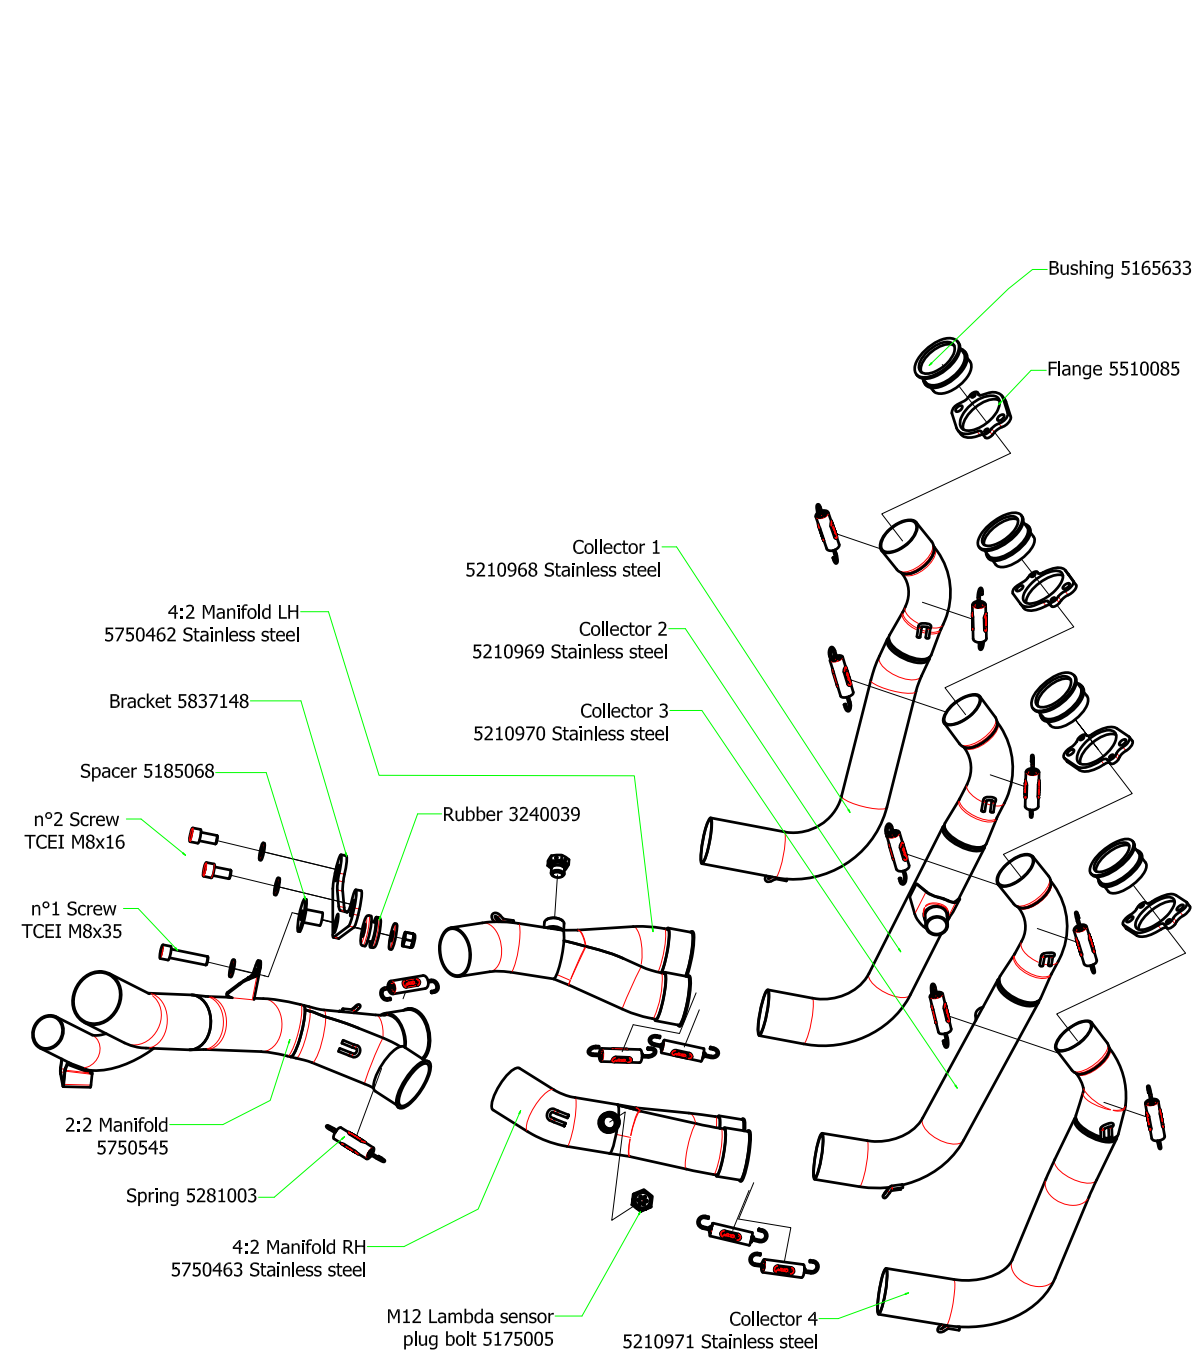 Bushing 5165633
Flange 5510085
Collector 1
5210968 Stainless steel
4:2 Manifold LH
5750462 Stainless steel
Collector 2
5210969 Stainless steel
Bracket 5837148
Collector 3
5210970 Stainless steel
Spacer 5185068
Rubber 3240039
n°2 Screw
TCEI M8x16
n°1 Screw
TCEI M8x35
2:2 Manifold
5750545
Spring 5281003
4:2 Manifold RH
5750463 Stainless steel
M12 Lambda sensor
plug bolt 5175005
Collector 4
5210971 Stainless steel